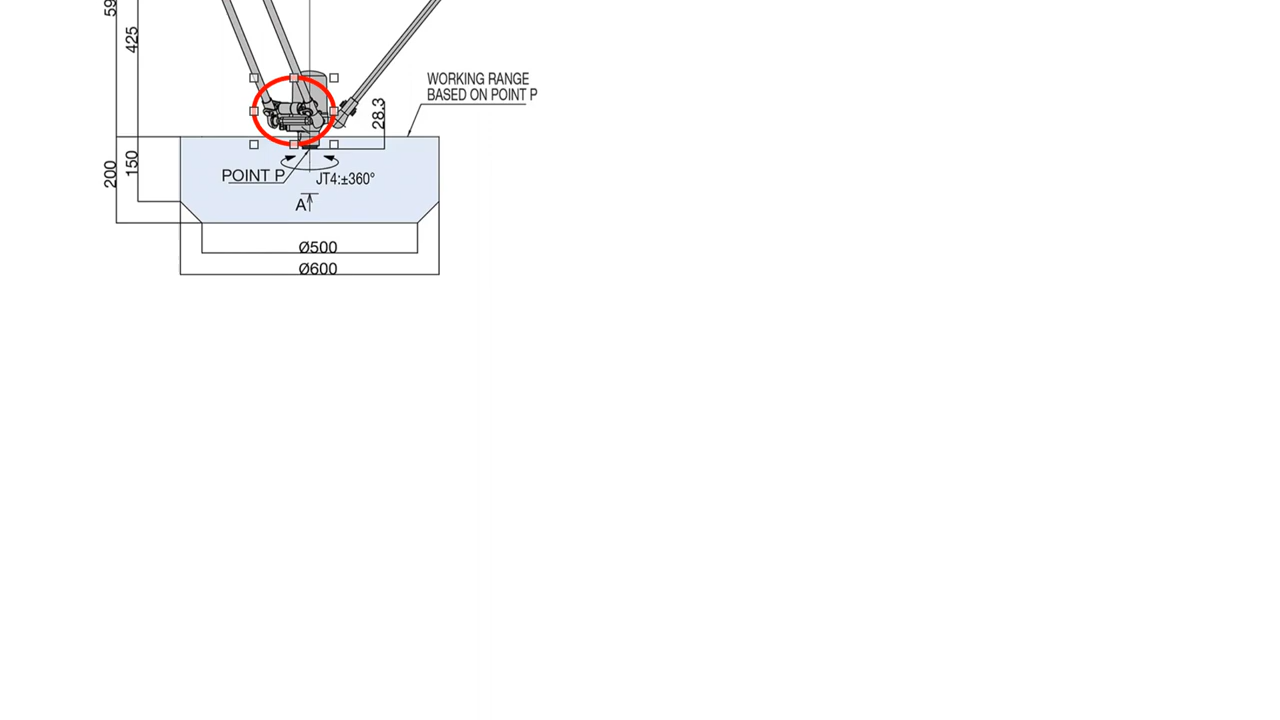 425
WORKING RANGE
BASED ON POINT P
28.3
200
150
POINT P
JT4:±360°
A
Ø500
Ø600